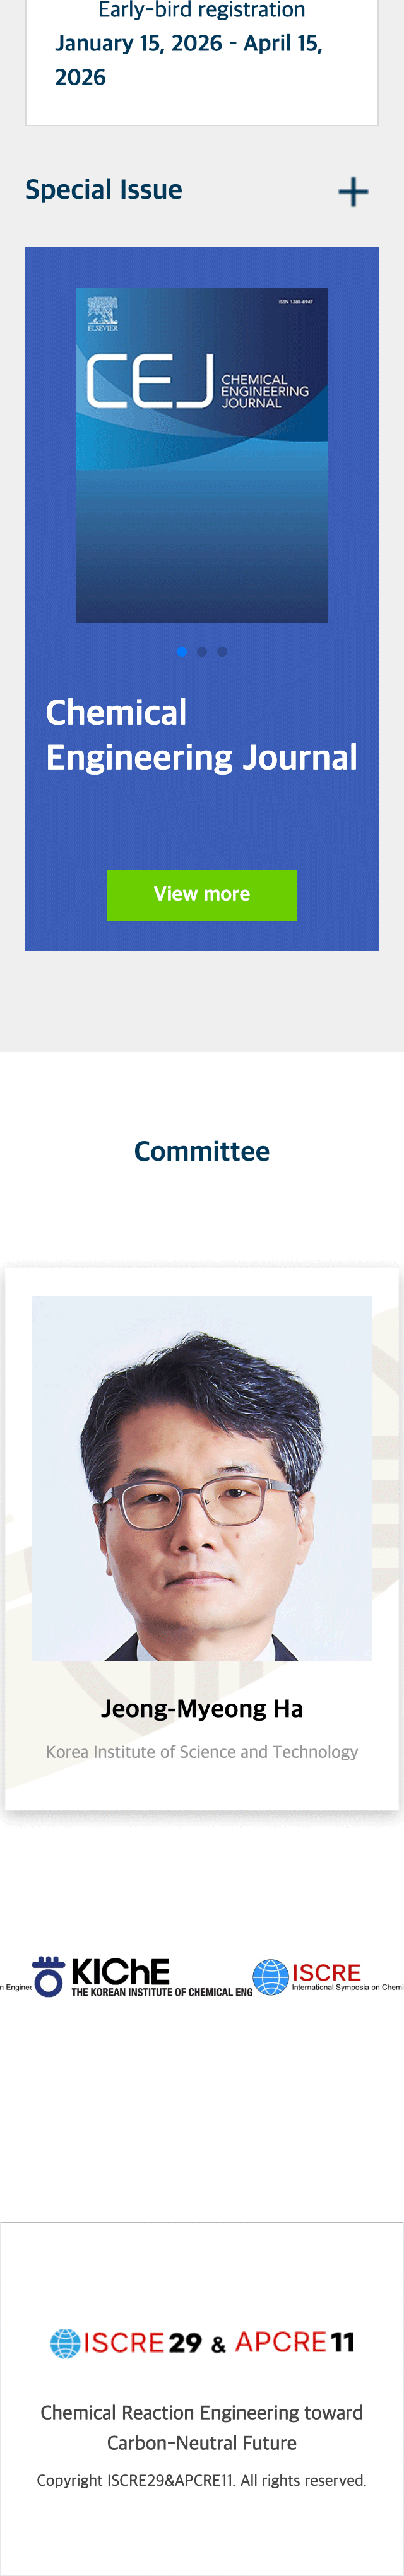 Early-bird registration
January 15, 2026 - April 15,
2026
Special Issue
ELSEVIER
ISSN 1385-8947
CEJ
CHEMICAL
ENGINEERING
JOURNAL
Chemical
Engineering Journal
View more
Committee
Jeong-Myeong Ha
Korea Institute of Science and Technology
KIChE
THE KOREAN INSTITUTE OF CHEMICAL ENG
ISCRE
International Symposia on Chemi
ISCRE 29 & APCRE 11
Chemical Reaction Engineering toward
Carbon-Neutral Future
Copyright ISCRE29&APCRE11. All rights reserved.